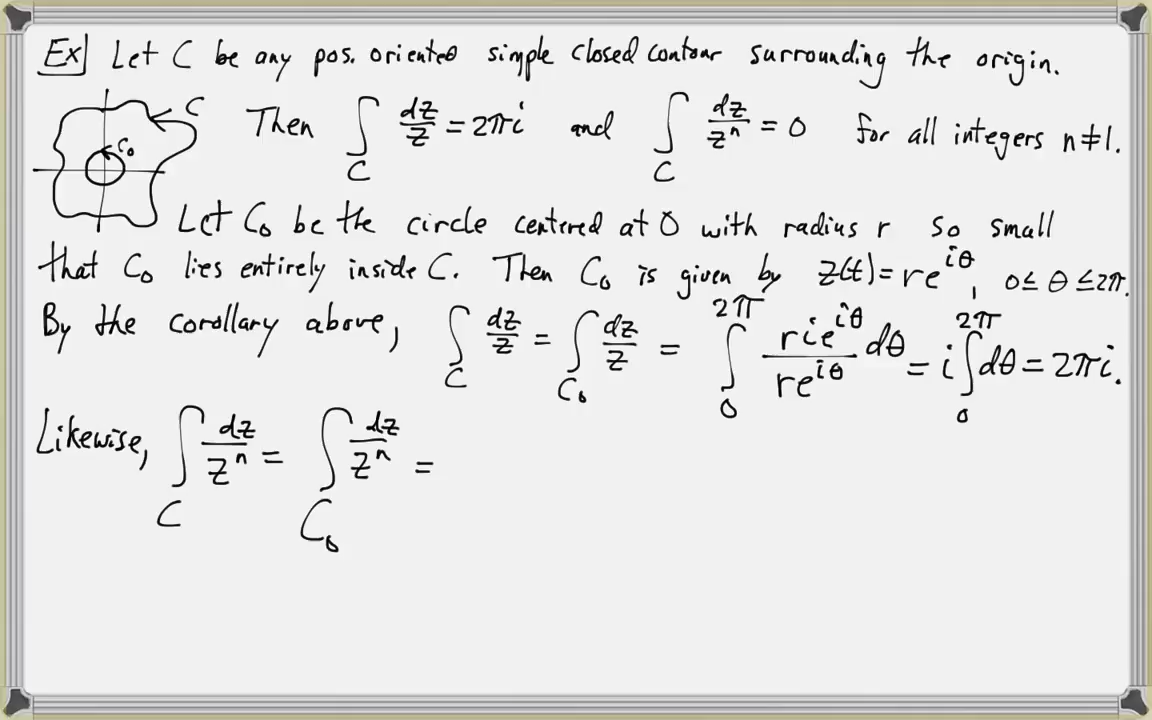 Ex Let C be any pos. oriented simple closed contour surrounding the origin.
C
C₀
Then ∫_C dz/z = 2πi and ∫_C dz/zⁿ = 0 for all integers n≠1.
Let C₀ be the circle centered at 0 with radius r so small
that C₀ lies entirely inside C. Then C₀ is given by z(t) = re^{iθ}, 0 ≤ θ ≤ 2π.
By the corollary above, ∫_C dz/z = ∫_{C₀} dz/z = ∫_0^{2π} rie^{iθ}/re^{iθ} dθ = i∫_0^{2π} dθ = 2πi.
Likewise, ∫_C dz/zⁿ = ∫_{C₀} dz/zⁿ =